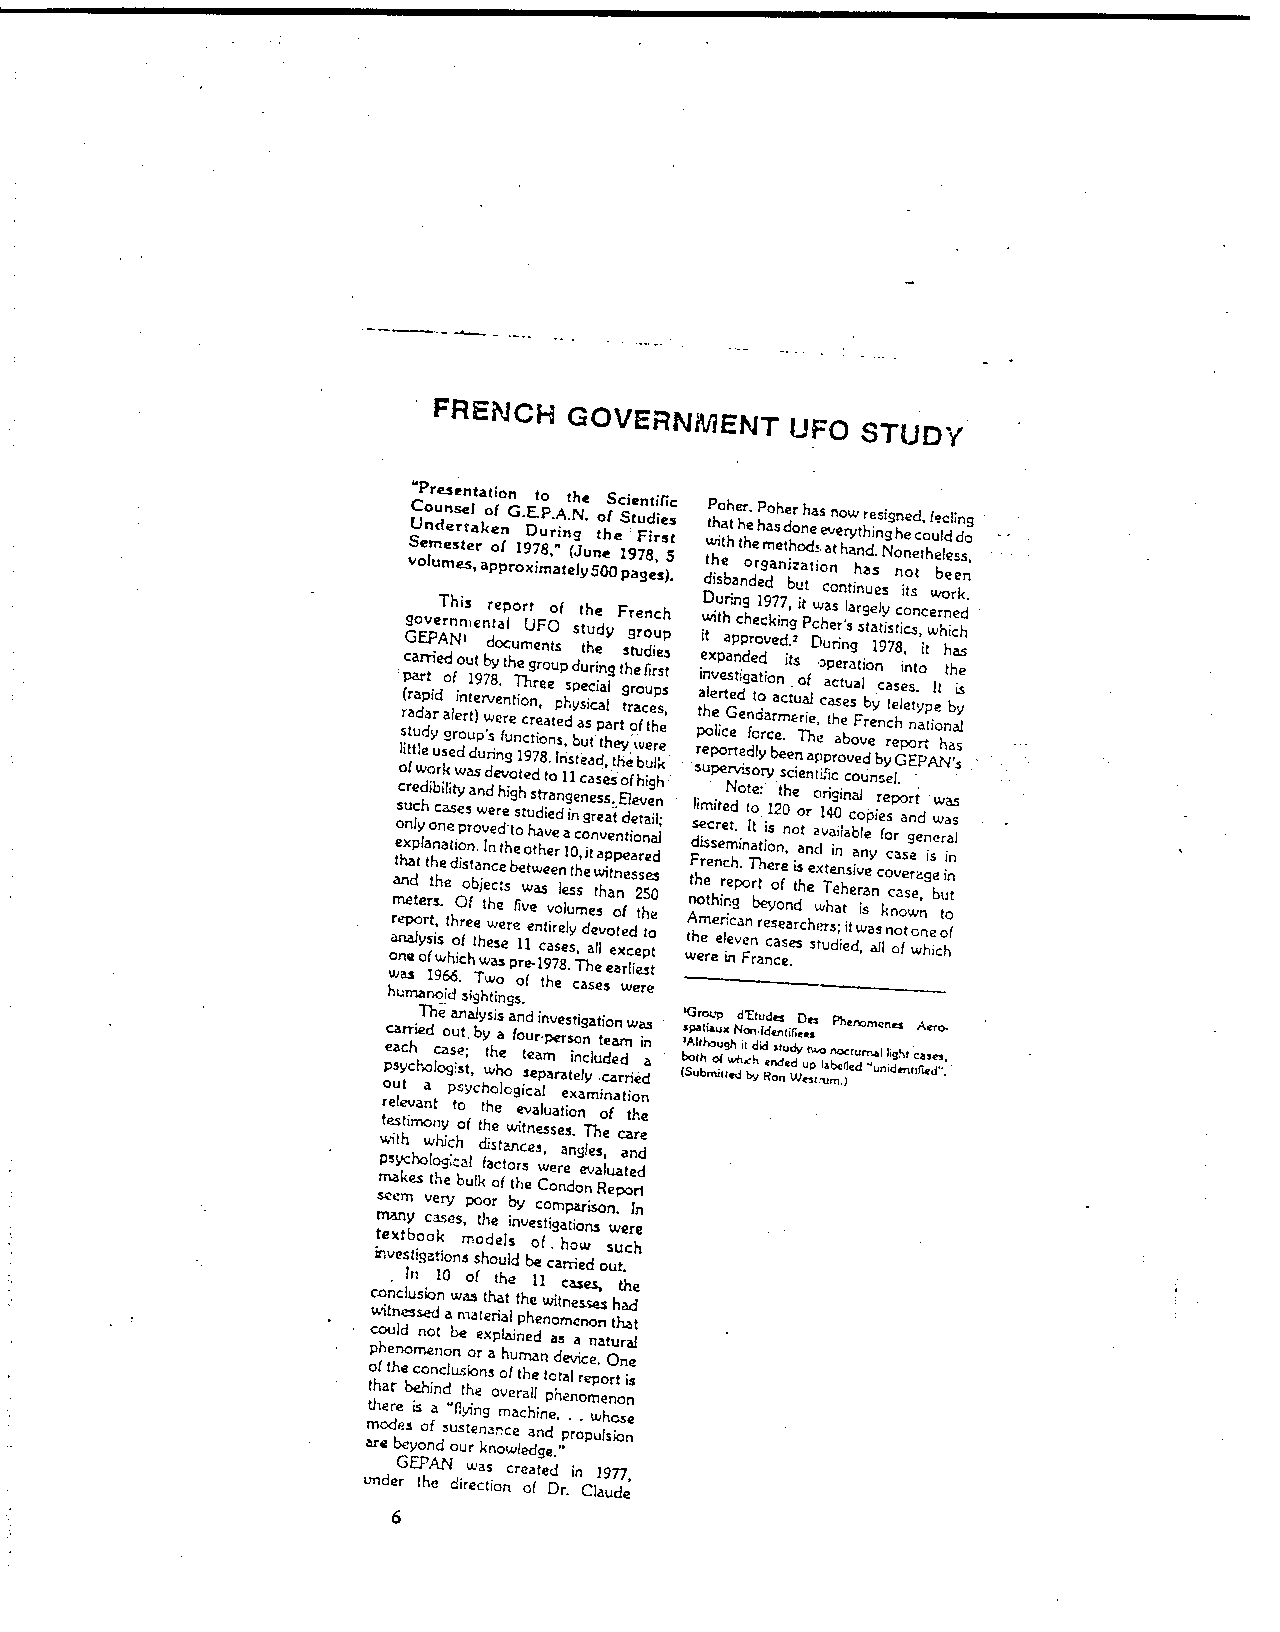 FRENCH GOVERNMENT UFO STUDY
"Presentation to the Scientific
Counsel of G.E.P.A.N. of Studies
Undertaken During the First
Semester of 1978," (June 1978, 5
volumes, approximately 500 pages).
This report of the French
governmental UFO study group
GEPAN¹ documents the studies
carried out by the group during the first
part of 1978. Three special groups
(rapid intervention, physical traces,
radar alert) were created as part of the
study group's functions, but they were
little used during 1978. Instead, the bulk
of work was devoted to 11 cases of high
credibility and high strangeness. Eleven
such cases were studied in great detail;
only one proved to have a conventional
explanation. In the other 10, it appeared
that the distance between the witnesses
and the objects was less than 250
meters. Of the five volumes of the
report, three were entirely devoted to
analysis of these 11 cases, all except
one of which was pre-1978. The earliest
was 1966. Two of the cases were
humanoid sightings.
The analysis and investigation was
carried out by a four-person team in
each case; the team included a
psychologist, who separately carried
out a psychological examination
relevant to the evaluation of the
testimony of the witnesses. The care
with which distances, angles, and
psychological factors were evaluated
makes the bulk of the Condon Report
seem very poor by comparison. In
many cases, the investigations were
textbook models of how such
investigations should be carried out.
In 10 of the 11 cases, the
conclusion was that the witnesses had
witnessed a material phenomenon that
could not be explained as a natural
phenomenon or a human device. One
of the conclusions of the total report is
that behind the overall phenomenon
there is a "flying machine. . . whose
modes of sustenance and propulsion
are beyond our knowledge."
GEPAN was created in 1977,
under the direction of Dr. Claude
6
Poher. Poher has now resigned, feeling
that he has done everything he could do
with the methods at hand. Nonetheless,
the organization has not been
disbanded but continues its work.
During 1977, it was largely concerned
with checking Pcher's statistics, which
it approved.² During 1978, it has
expanded its operation into the
investigation of actual cases. It is
alerted to actual cases by teletype by
the Gendarmerie, the French national
police force. The above report has
reportedly been approved by GEPAN's
supervisory scientific counsel.
Note: the original report was
limited to 120 or 140 copies and was
secret. It is not available for general
dissemination, and in any case is in
French. There is extensive coverage in
the report of the Teheran case, but
nothing beyond what is known to
American researchers; it was not one of
the eleven cases studied, all of which
were in France.
¹Group d'Etudes Des Phenomenes Aero-
spatiaux Non-Identifiees
²Although it did study two nocturnal light cases,
both of which ended up labelled "unidentified".
(Submitted by Ron Westrum.)